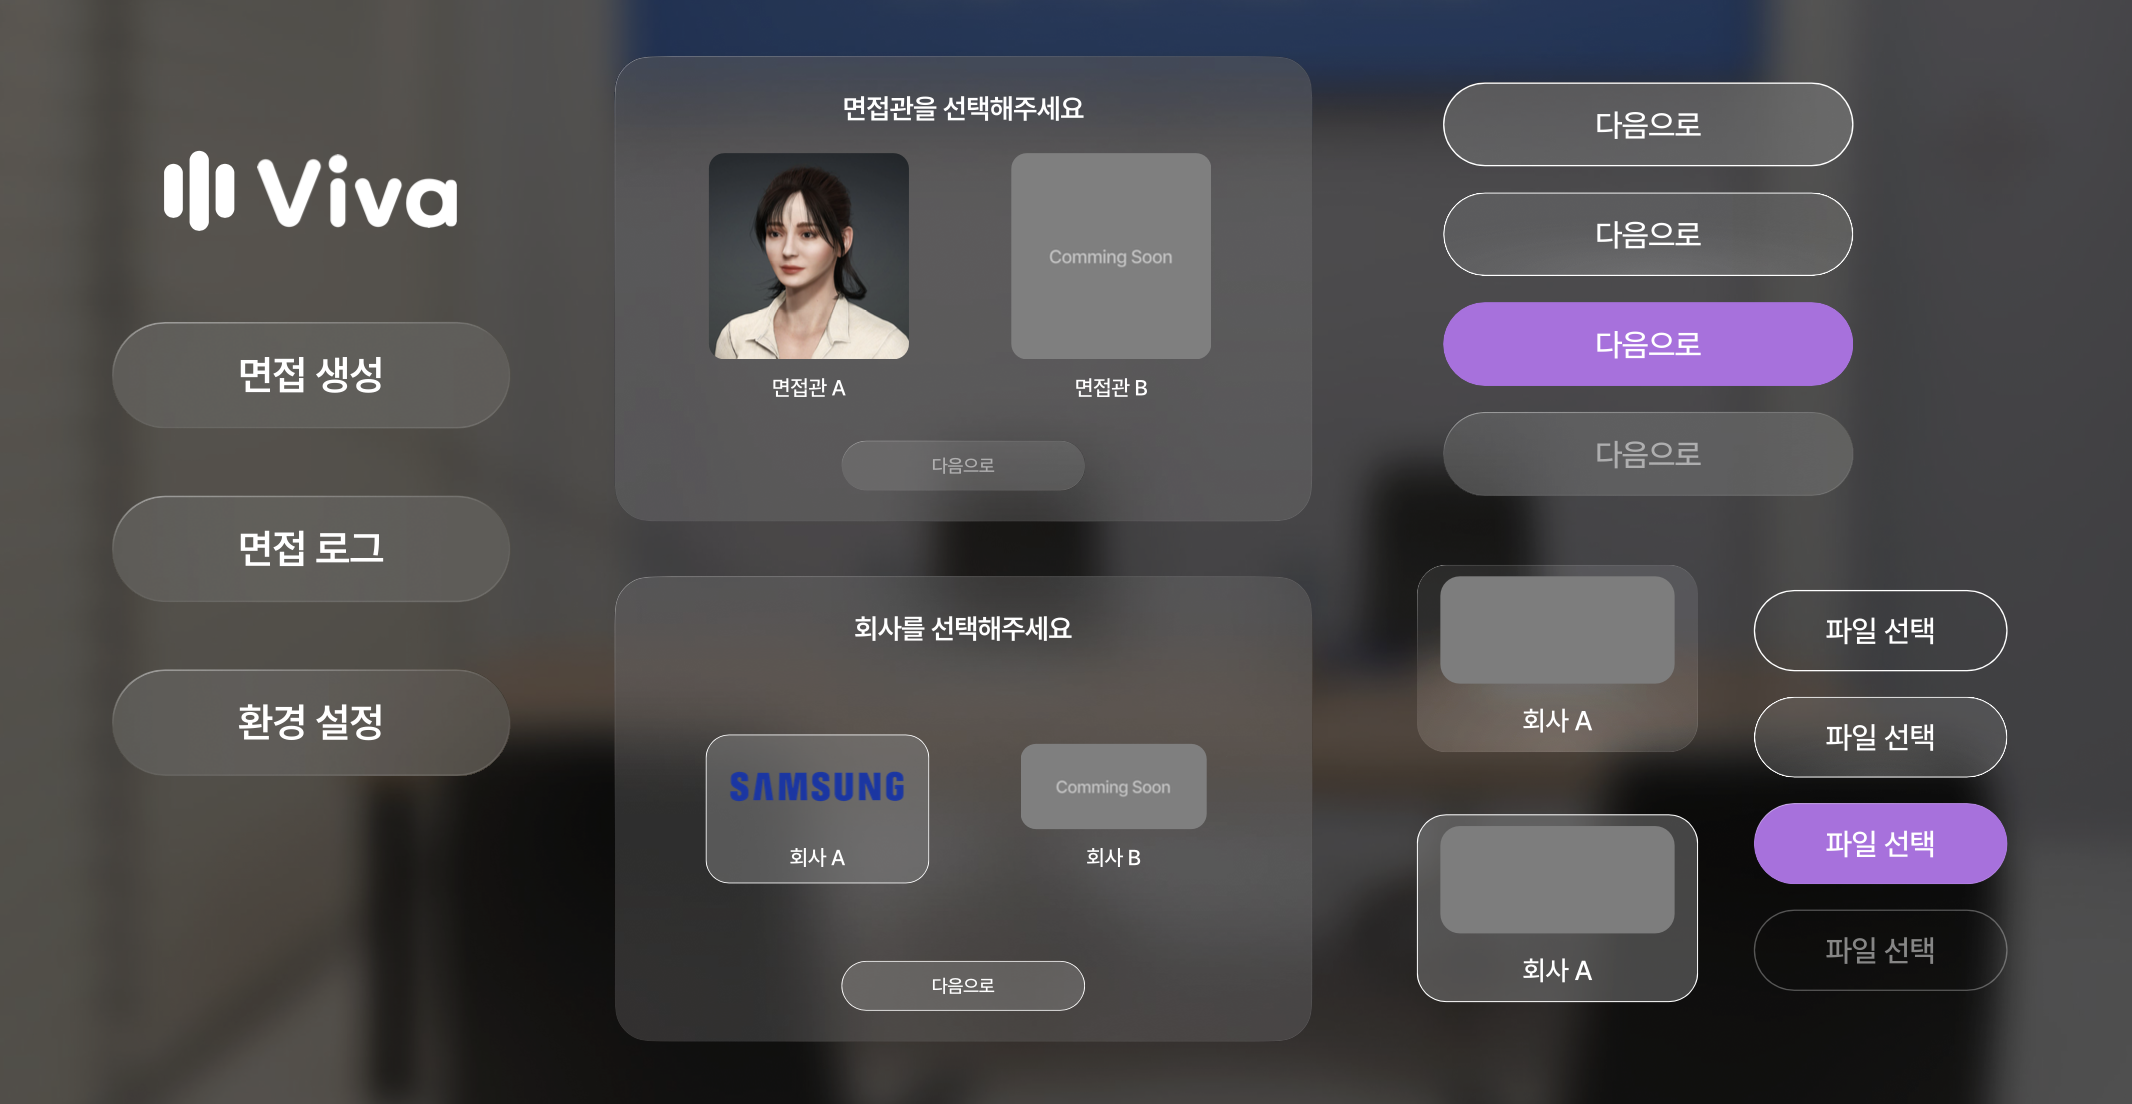 Viva
면접 생성
면접 로그
환경 설정
면접관을 선택해주세요
Comming Soon
면접관 A
면접관 B
다음으로
회사를 선택해주세요
SAMSUNG
Comming Soon
회사 A
회사 B
다음으로
다음으로
다음으로
다음으로
다음으로
회사 A
회사 A
파일 선택
파일 선택
파일 선택
파일 선택